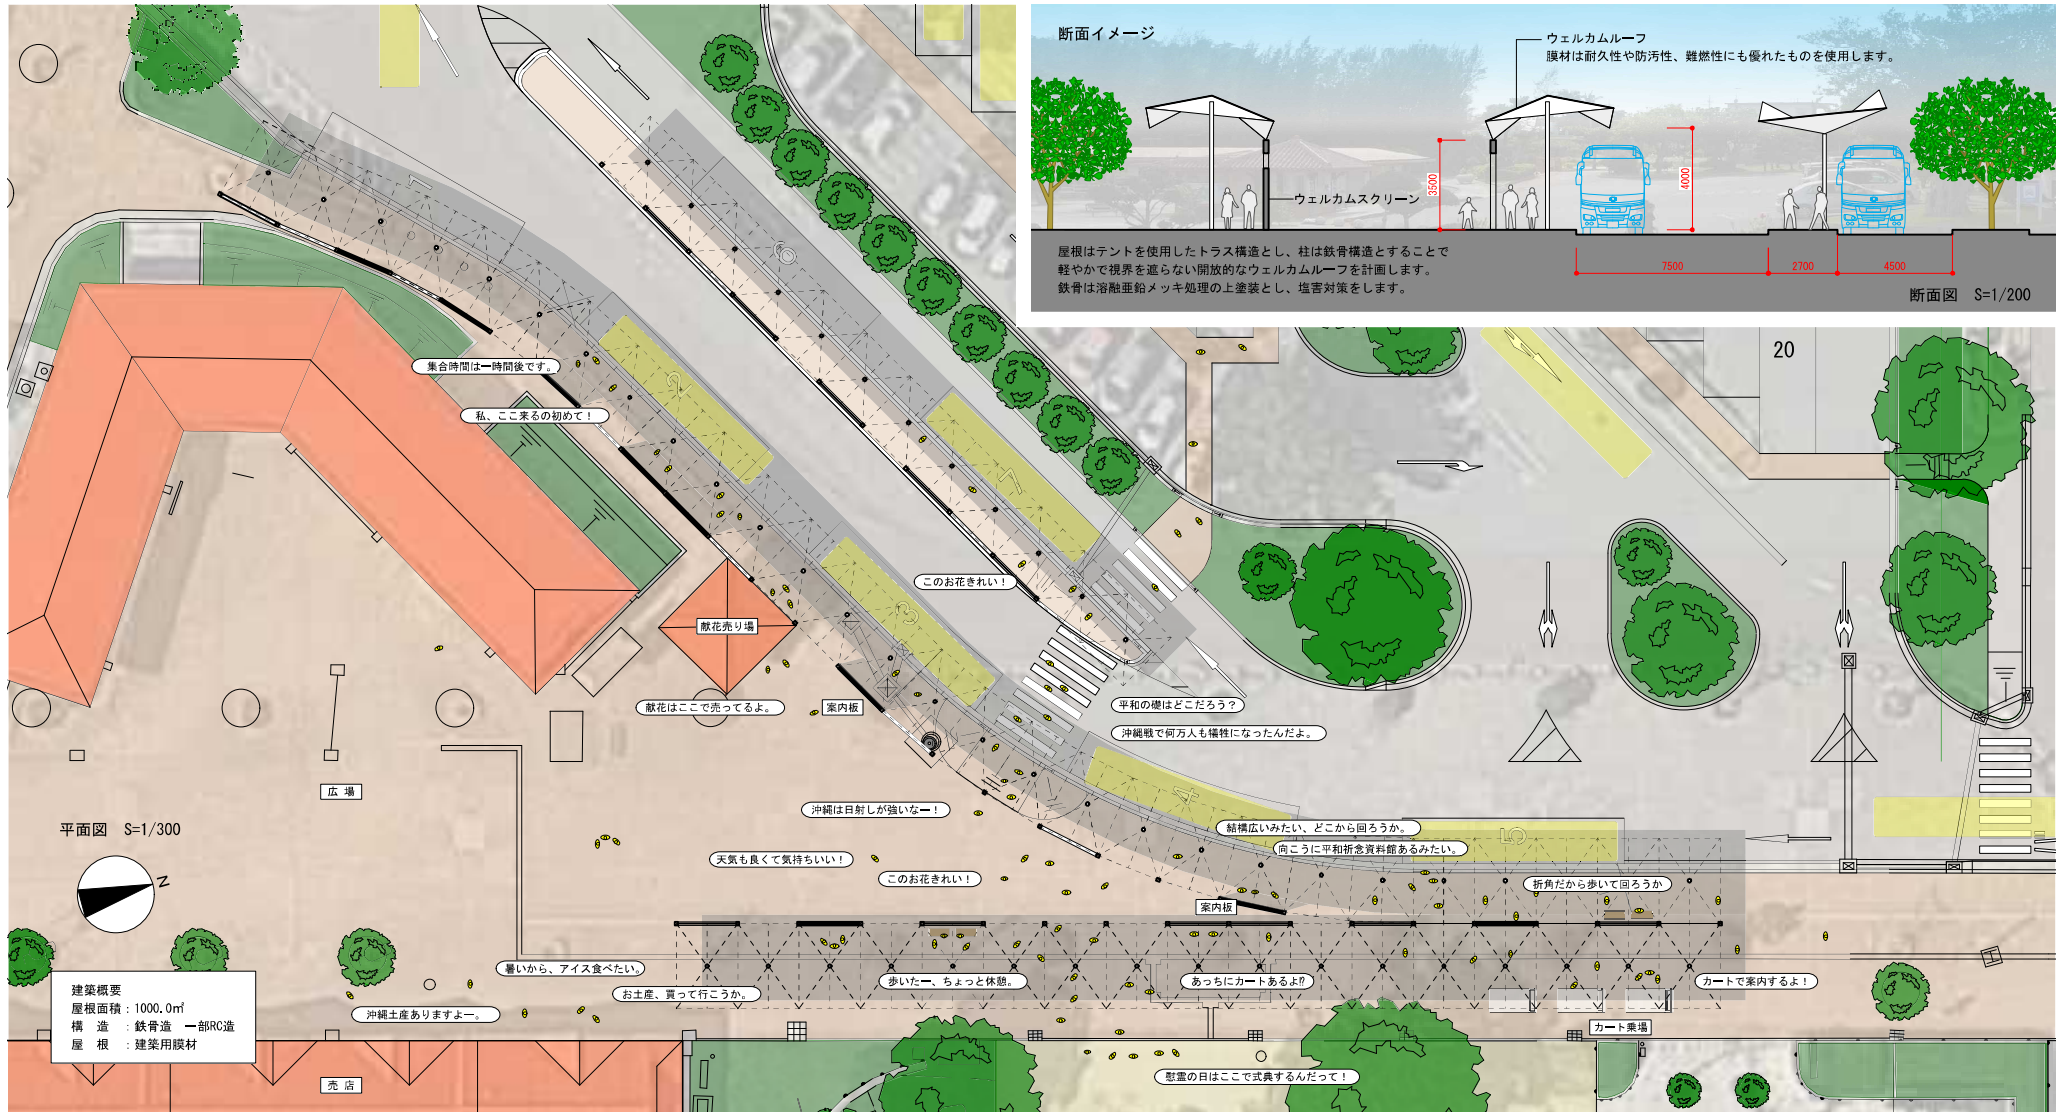 断面イメージ
ウェルカムルーフ
膜材は耐久性や防汚性、難燃性にも優れたものを使用します。
3500
4000
ウェルカムスクリーン
屋根はテントを使用したトラス構造とし、柱は鉄骨構造とすることで
軽やかで視界を遮らない開放的なウェルカムルーフを計画します。
鉄骨は溶融亜鉛メッキ処理の上塗装とし、塩害対策をします。
7500
2700
4500
断面図 S=1/200
1
6
20
集合時間は一時間後です。
2
私、ここ来るの初めて！
7
このお花きれい！
3
献花売り場
献花はここで売ってるよ。
案内板
平和の礎はどこだろう？
沖縄戦で何万人も犠牲になったんだよ。
広 場
4
沖縄は日射しが強いなー！
平面図 S=1/300
結構広いみたい、どこから回ろうか。
5
向こうに平和祈念資料館あるみたい。
天気も良くて気持ちいい！
このお花きれい！
折角だから歩いて回ろうか
N
案内板
暑いから、アイス食べたい。
お土産、買って行こうか。
歩いたー、ちょっと休憩。
あっちにカートあるよ!?
カートで案内するよ！
建築概要
屋根面積：1000.0㎡
構 造 ：鉄骨造 一部RC造
屋 根 ：建築用膜材
沖縄土産ありますよー。
カート乗場
売 店
慰霊の日はここで式典するんだって！